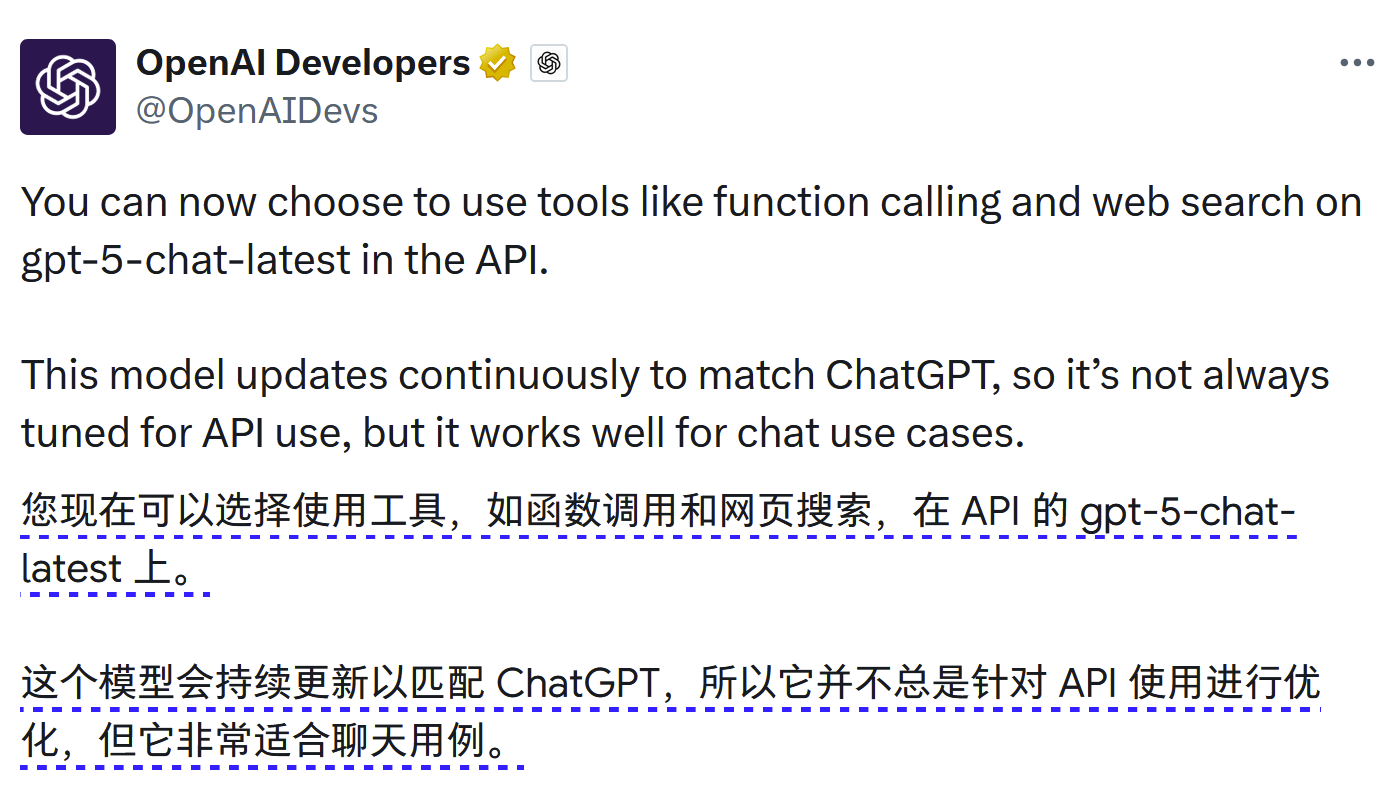 OpenAI Developers
@OpenAIDevs
You can now choose to use tools like function calling and web search on
gpt-5-chat-latest in the API.
This model updates continuously to match ChatGPT, so it’s not always
tuned for API use, but it works well for chat use cases.
您现在可以选择使用工具，如函数调用和网页搜索，在 API 的 gpt-5-chat-
latest 上。
这个模型会持续更新以匹配 ChatGPT，所以它并不总是针对 API 使用进行优
化，但它非常适合聊天用例。